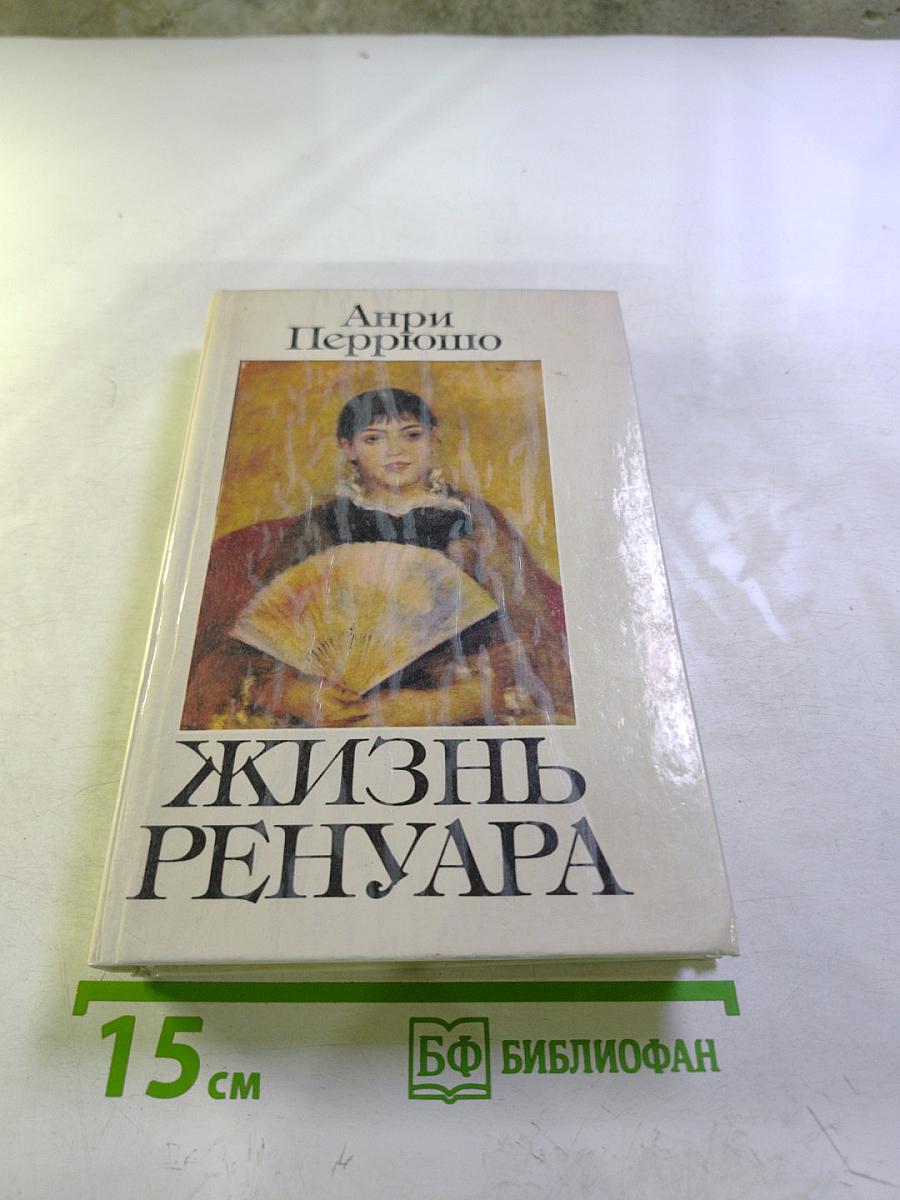 Анри
Перрюшо
ЖИЗНЬ
РЕНУАРА
15 см
БФ БИБЛИОФАН